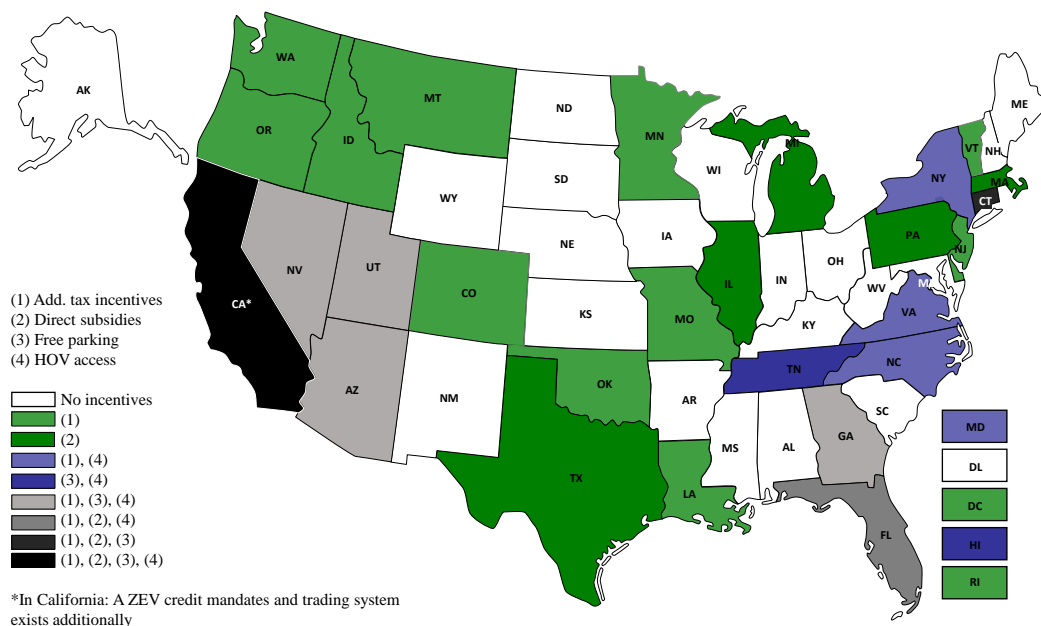 AK
WA
MT
ND
MN
ME
OR
ID
VT
NH
MI
WI
NY
MA
SD
CT
WY
PA
IA
NJ
NE
OH
NV
UT
IL
IN
WV
M
CO
CA*
VA
KS
MO
KY
TN
NC
AZ
OK
NM
AR
SC
MS
AL
GA
TX
LA
FL
(1) Add. tax incentives
(2) Direct subsidies
(3) Free parking
(4) HOV access
No incentives
(1)
(2)
(1), (4)
(3), (4)
(1), (3), (4)
(1), (2), (4)
(1), (2), (3)
(1), (2), (3), (4)
MD
DL
DC
HI
RI
*In California: A ZEV credit mandates and trading system
exists additionally